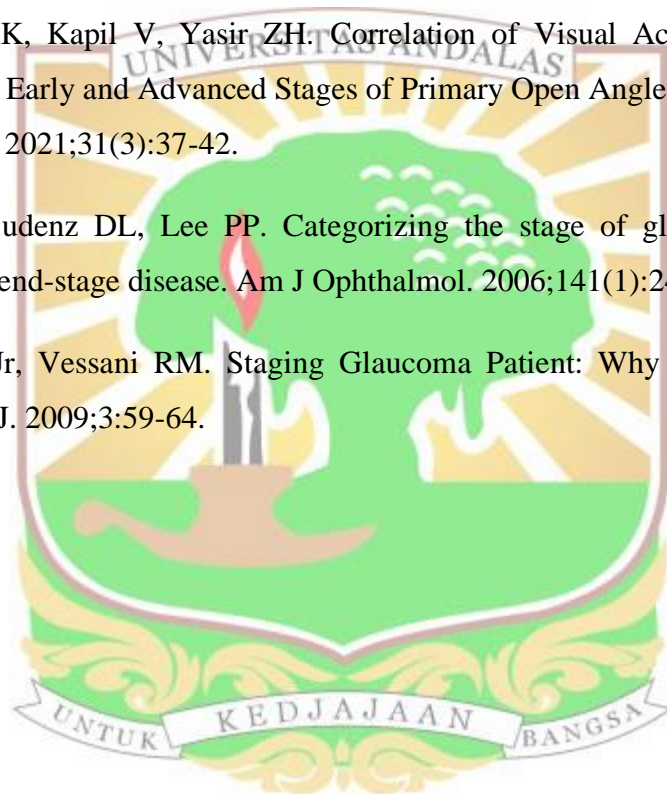 K, Kapil V, Yasir ZH. Correlation of Visual Ac
UNIVERSITAS ANDALAS
Early and Advanced Stages of Primary Open Angle
2021;31(3):37-42.
udenz DL, Lee PP. Categorizing the stage of gl
end-stage disease. Am J Ophthalmol. 2006;141(1):24
Jr, Vessani RM. Staging Glaucoma Patient: Why
J. 2009;3:59-64.
UNTUK KEDJAJAAN BANGSA